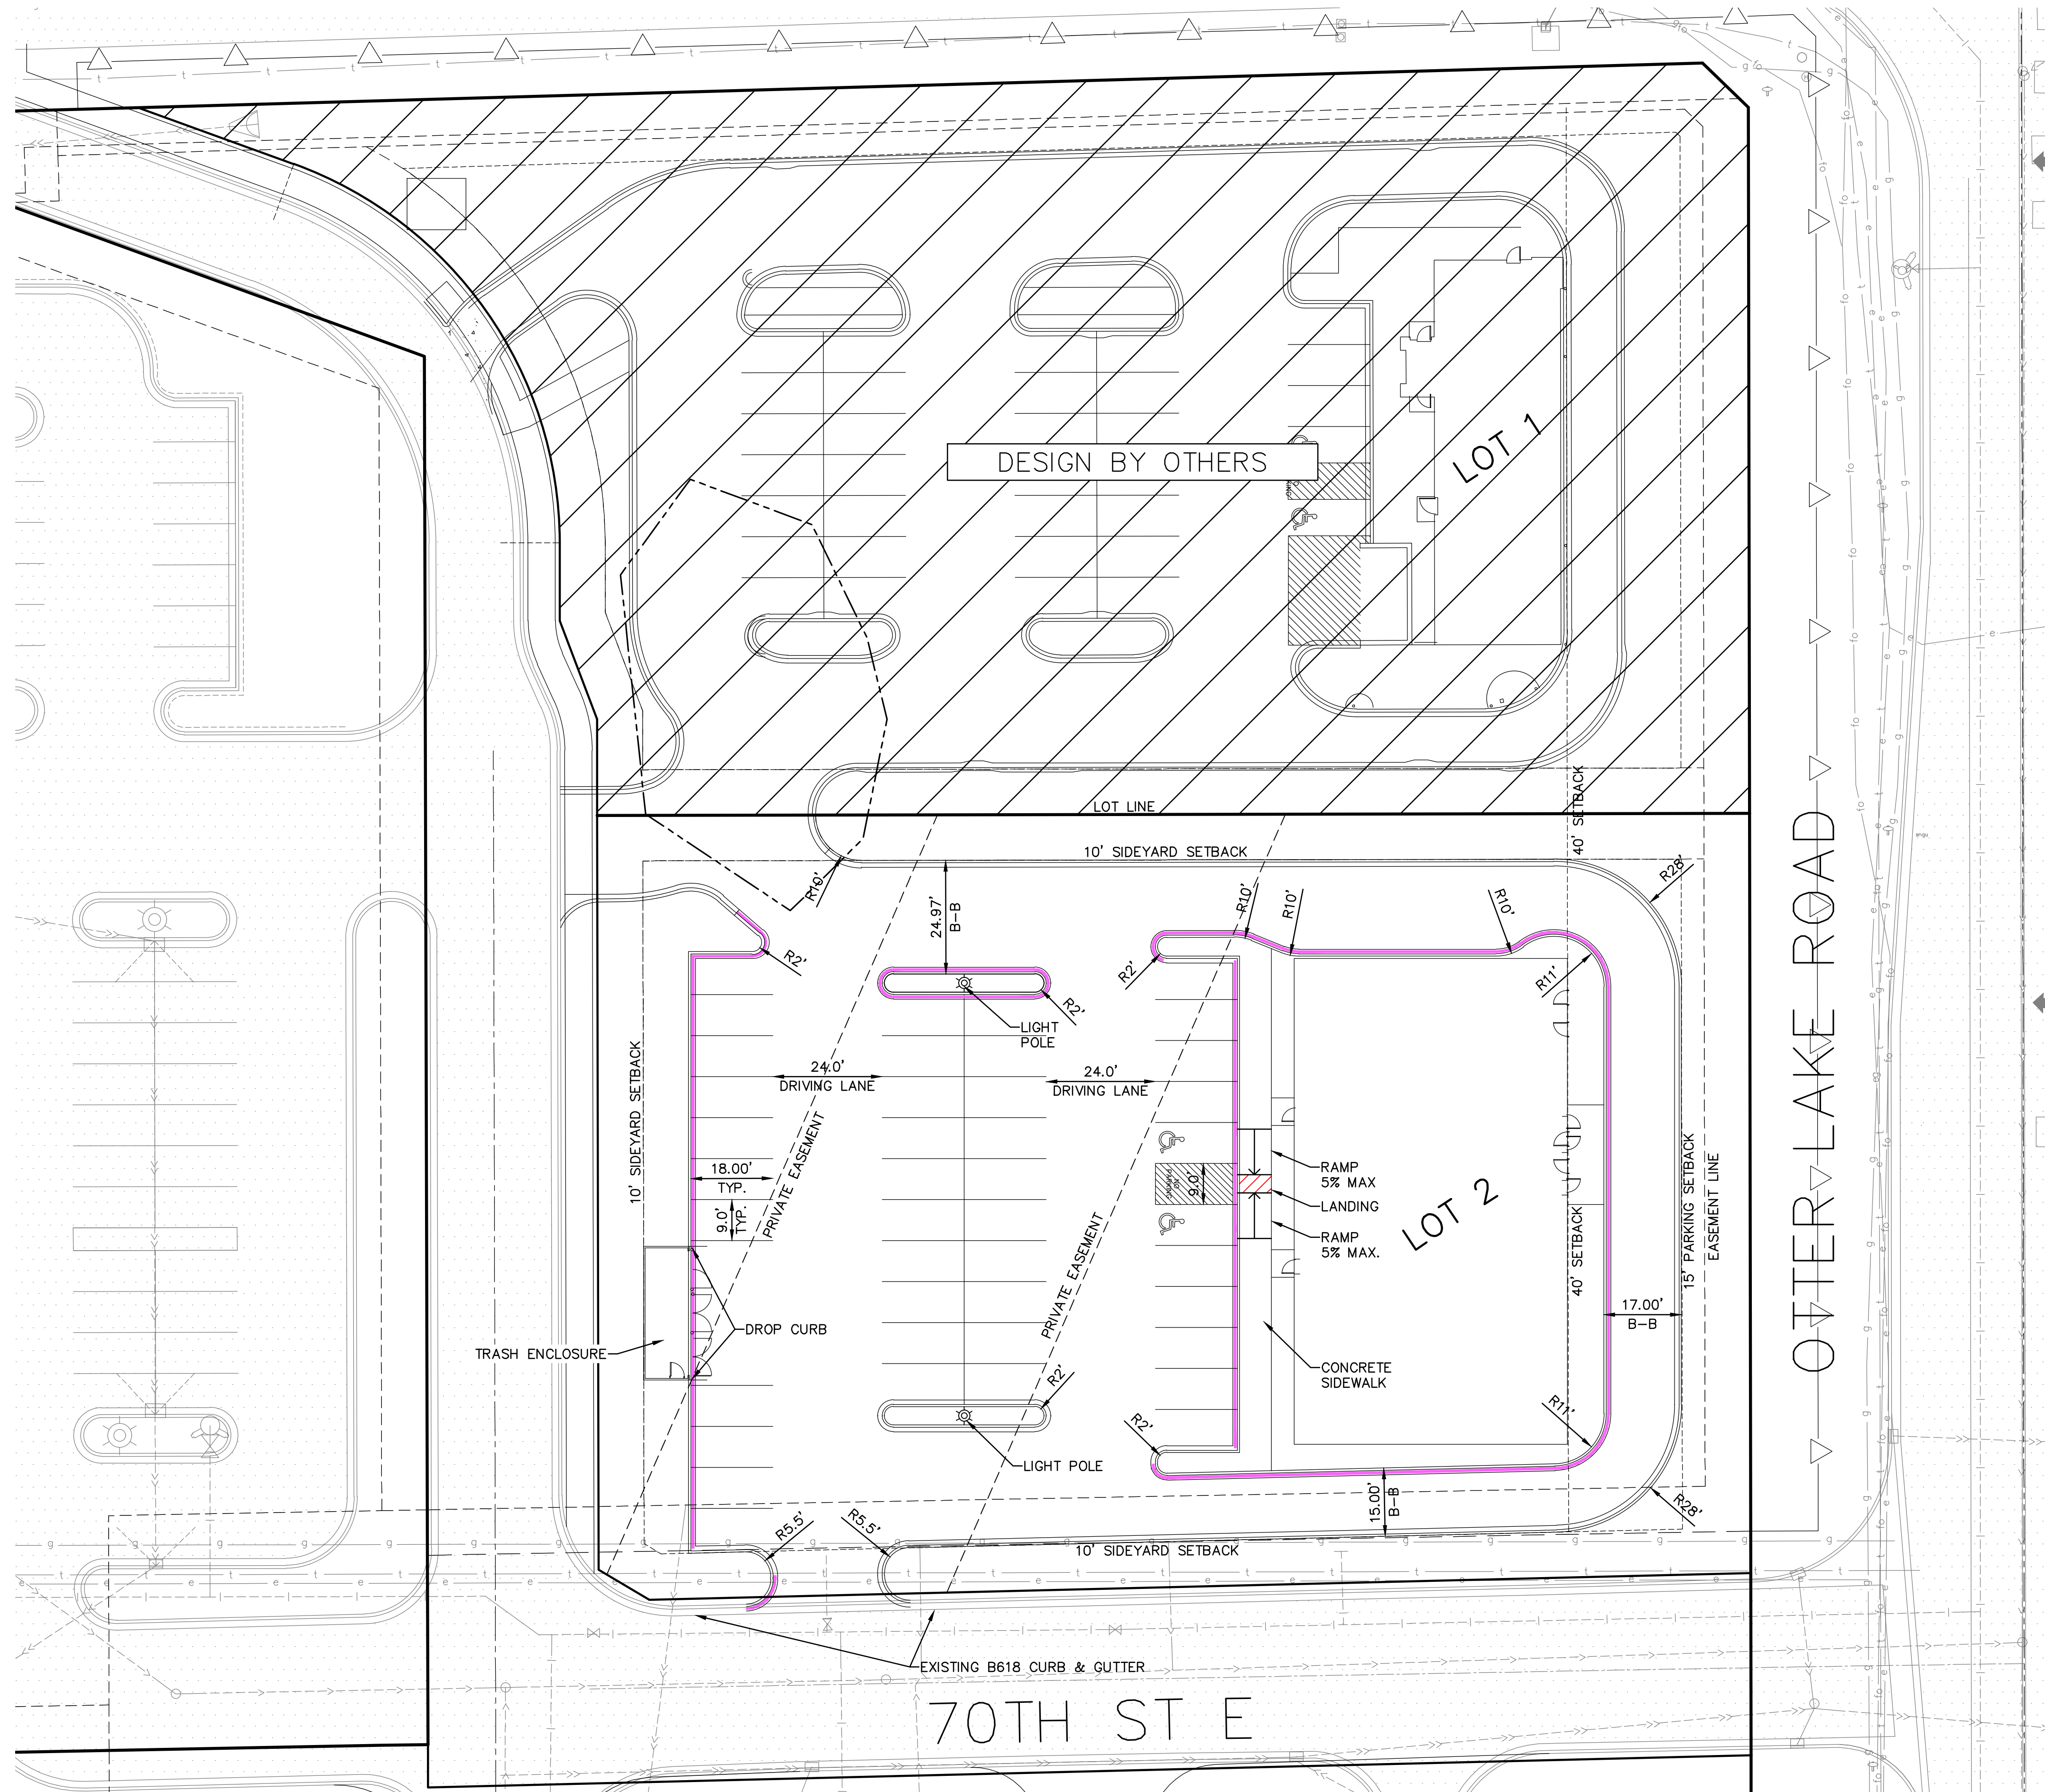 DESIGN BY OTHERS
LOT 1
LOT LINE
40' SETBACK
10' SIDEYARD SETBACK
R10'
24.97'
B-B
R10'
R10'
R10'
R28'
R2'
R2'
R2'
R11'
LIGHT
POLE
10' SIDEYARD SETBACK
24.0'
DRIVING LANE
24.0'
DRIVING LANE
PRIVATE EASEMENT
18.00'
TYP.
9.0'
TYP.
NO
PARKING
9.0'
RAMP
5% MAX
LANDING
RAMP
5% MAX.
LOT 2
PRIVATE EASEMENT
40' SETBACK
15' PARKING SETBACK
EASEMENT LINE
OTTER LAKE ROAD
17.00'
B-B
DROP CURB
TRASH ENCLOSURE
CONCRETE
SIDEWALK
R2'
R2'
R11'
LIGHT POLE
15.00'
B-B
R28'
R5.5'
R5.5'
10' SIDEYARD SETBACK
EXISTING B618 CURB & GUTTER
70TH ST E